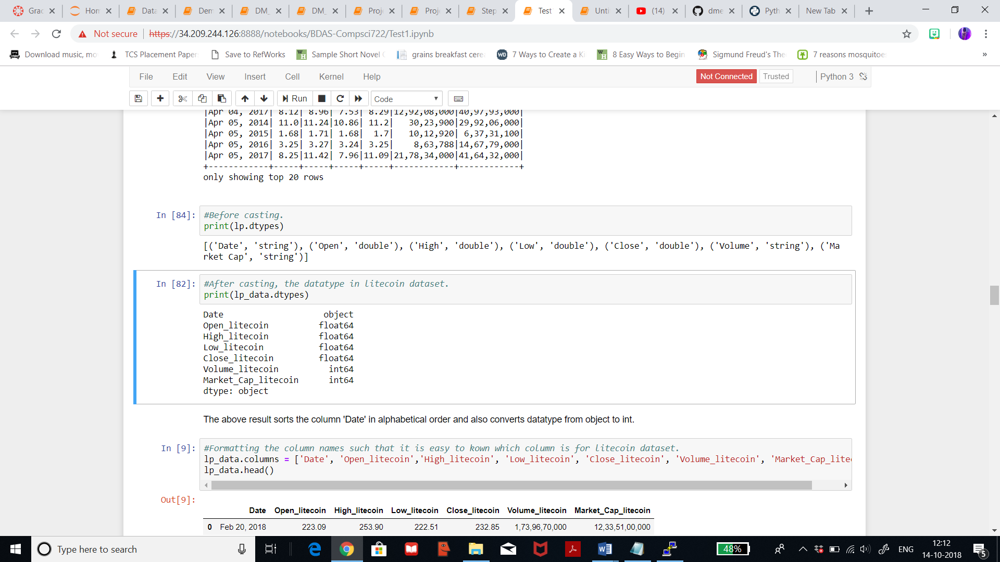 Grac Hom Data Dem DM_ DM_ Proje Proje Step Test Unti (14) dme Pyth New Tab
Not secure https://34.209.244.126:8888/notebooks/BDAS-Compsci722/Test1.ipynb
Download music, mo TCS Placement Paper Save to RefWorks Sample Short Novel grains breakfast cere 7 Ways to Create a Ki 8 Easy Ways to Begin Sigmund Freud's The 7 reasons mosquitoe »
File Edit View Insert Cell Kernel Help Not Connected Trusted Python 3
Run Code
|Apr 04, 2017| 8.12| 8.96| 7.53| 8.29|12,92,08,000|40,97,93,000|
|Apr 05, 2014| 11.0|11.24|10.86| 11.2|   30,23,900|29,92,06,000|
|Apr 05, 2015| 1.68| 1.71| 1.68|  1.7|   10,12,920| 6,37,31,100|
|Apr 05, 2016| 3.25| 3.27| 3.24| 3.25|    8,63,788|14,67,79,000|
|Apr 05, 2017| 8.25|11.42| 7.96|11.09|21,78,34,000|41,64,32,000|
+------------+-----+-----+-----+-----+------------+------------+
only showing top 20 rows
In [84]: #Before casting.
print(lp.dtypes)
[('Date', 'string'), ('Open', 'double'), ('High', 'double'), ('Low', 'double'), ('Close', 'double'), ('Volume', 'string'), ('Ma
rket Cap', 'string')]
In [82]: #After casting, the datatype in litecoin dataset.
print(lp_data.dtypes)
Date object
Open_litecoin float64
High_litecoin float64
Low_litecoin float64
Close_litecoin float64
Volume_litecoin int64
Market_Cap_litecoin int64
dtype: object
The above result sorts the column 'Date' in alphabetical order and also converts datatype from object to int.
In [9]: #Formatting the column names such that it is easy to kown which column is for litecoin dataset.
lp_data.columns = ['Date', 'Open_litecoin','High_litecoin', 'Low_litecoin', 'Close_litecoin', 'Volume_litecoin', 'Market_Cap_lite
lp_data.head()
Out[9]:
Date Open_litecoin High_litecoin Low_litecoin Close_litecoin Volume_litecoin Market_Cap_litecoin
0 Feb 20, 2018 223.09 253.90 222.51 232.85 1,73,96,70,000 12,33,51,00,000
Type here to search 48% ENG 12:12
14-10-2018 5